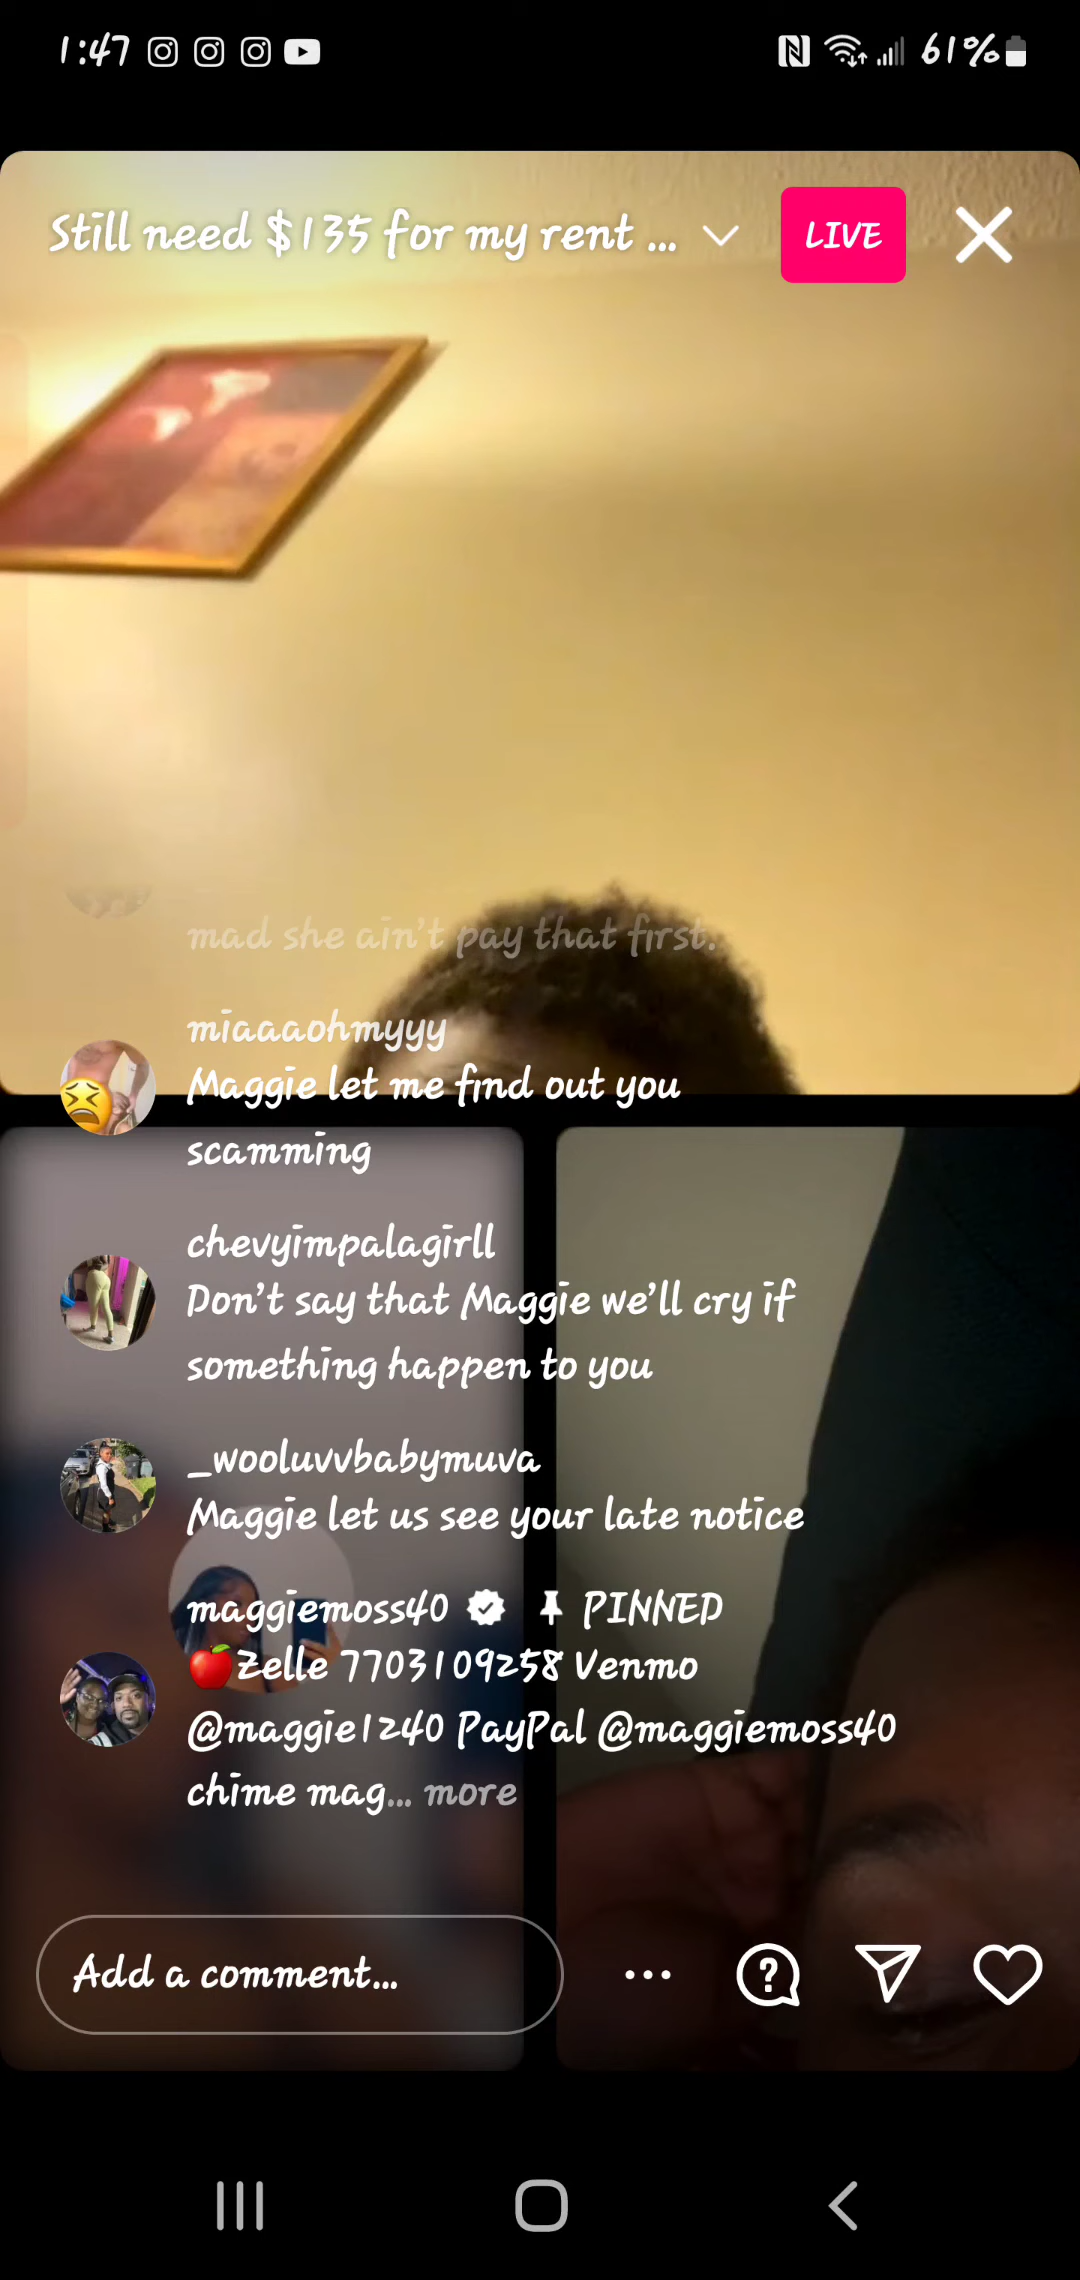 1:47
61%
Still need $135 for my rent ...
LIVE
mad she ain't pay that first.
miaaaohmyyy
Maggie let me find out you
scamming
chevyimpalagirll
Don't say that Maggie we'll cry if
something happen to you
_wooluvvbabymuva
Maggie let us see your late notice
maggiemoss40 PINNED
🍎Zelle 7703109258 Venmo
@maggie1240 PayPal @maggiemoss40
chime mag... more
Add a comment...